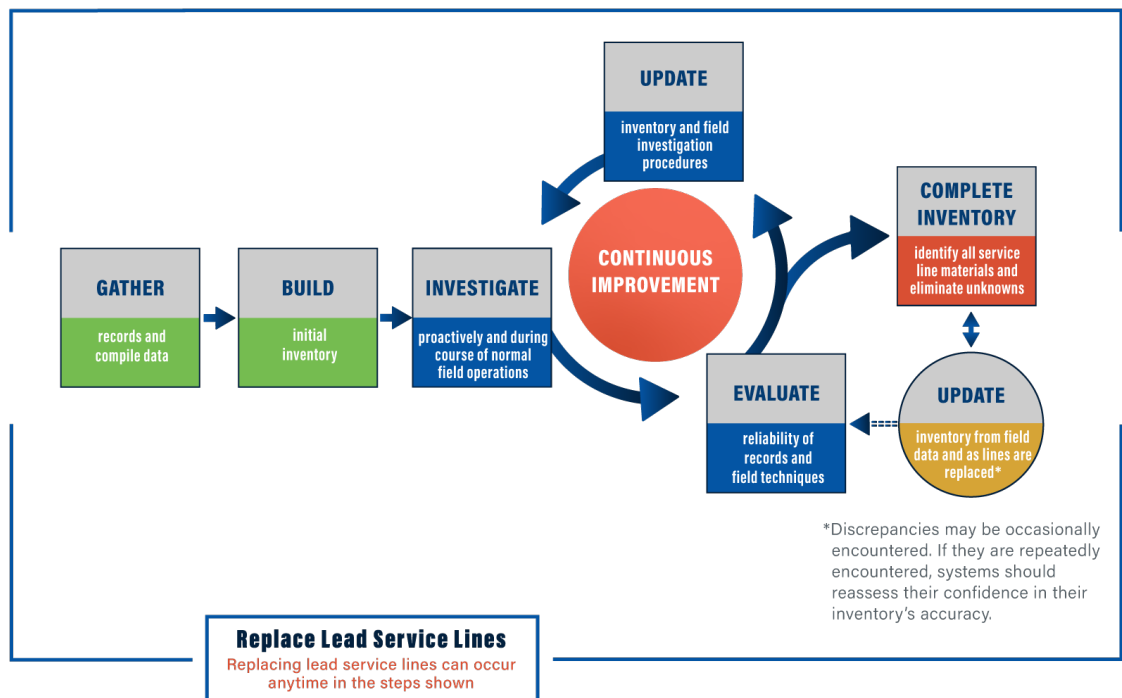 GATHER
records and
compile data
BUILD
initial
inventory
INVESTIGATE
proactively and during
course of normal
field operations
UPDATE
inventory and field
investigation
procedures
CONTINUOUS
IMPROVEMENT
EVALUATE
reliability of
records and
field techniques
COMPLETE
INVENTORY
identify all service
line materials and
eliminate unknowns
UPDATE
inventory from field
data and as lines are
replaced*
*Discrepancies may be occasionally
encountered. If they are repeatedly
encountered, systems should
reassess their confidence in their
inventory’s accuracy.
Replace Lead Service Lines
Replacing lead service lines can occur
anytime in the steps shown